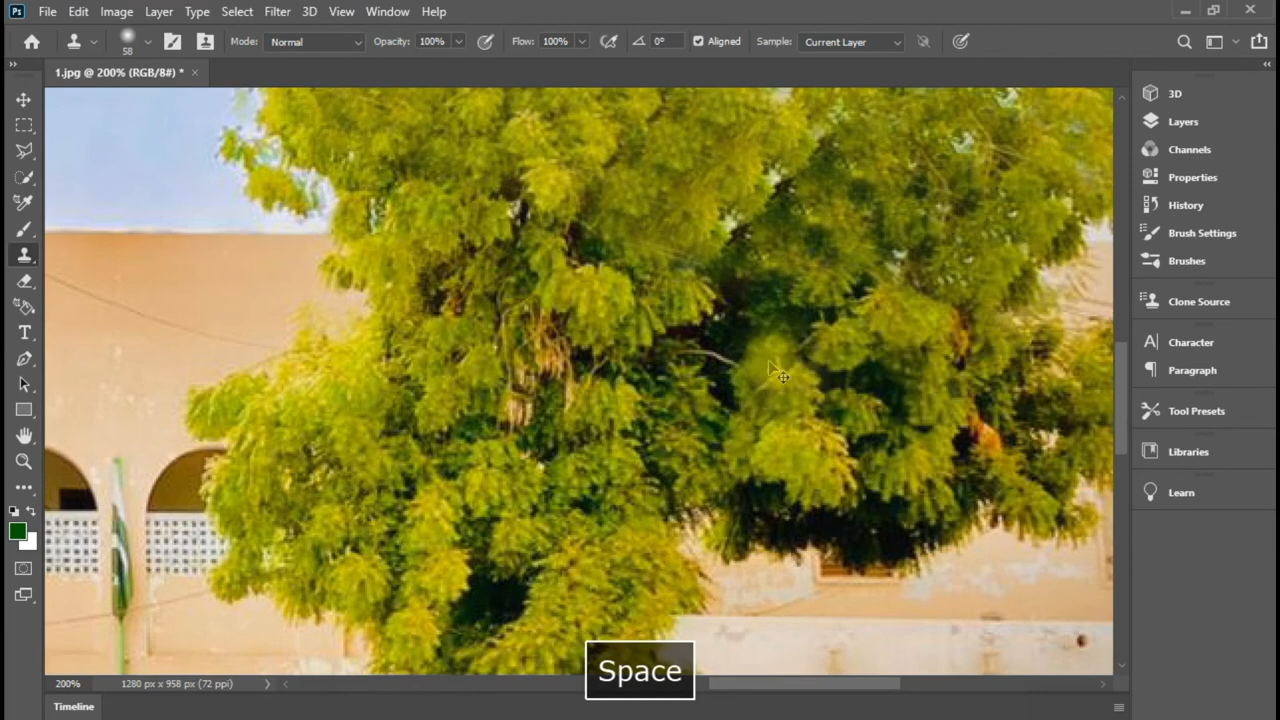 Ps File Edit Image Layer Type Select Filter 3D View Window Help
58 Mode: Normal Opacity: 100% Flow: 100% 0° Aligned Sample: Current Layer
1.jpg @ 200% (RGB/8#) * ×
3D
Layers
Channels
Properties
History
Brush Settings
Brushes
Clone Source
Character
Paragraph
Tool Presets
Libraries
Learn
Space
200% 1280 px x 958 px (72 ppi)
Timeline